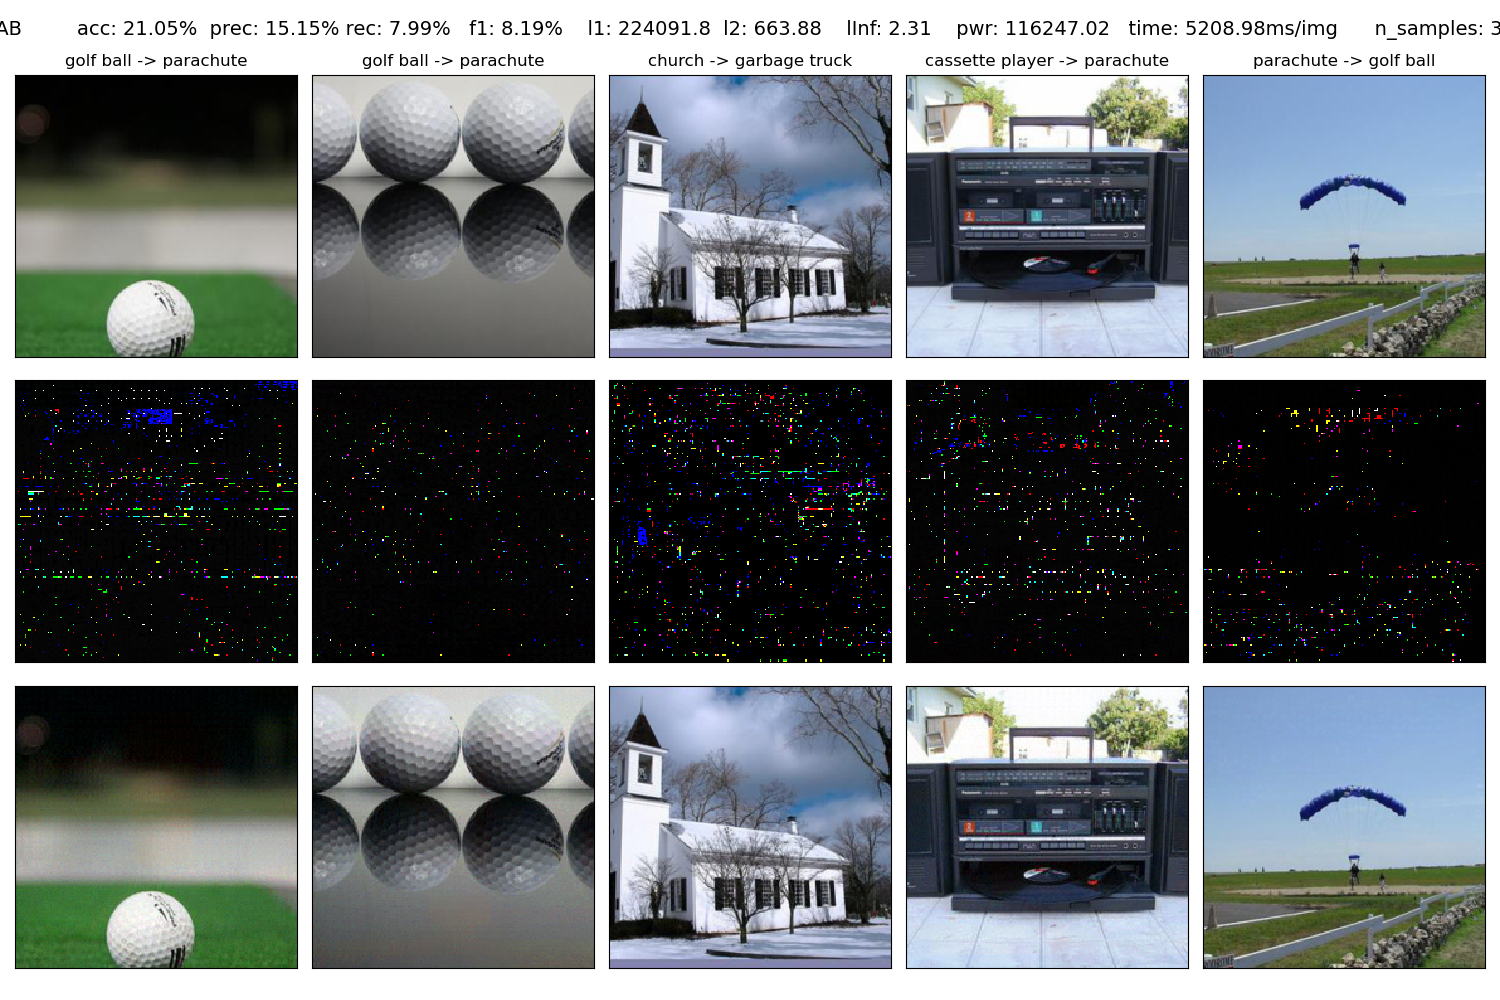 AB acc: 21.05% prec: 15.15% rec: 7.99% f1: 8.19% l1: 224091.8 l2: 663.88 lInf: 2.31 pwr: 116247.02 time: 5208.98ms/img n_samples: 3
golf ball -> parachute
golf ball -> parachute
church -> garbage truck
cassette player -> parachute
parachute -> golf ball